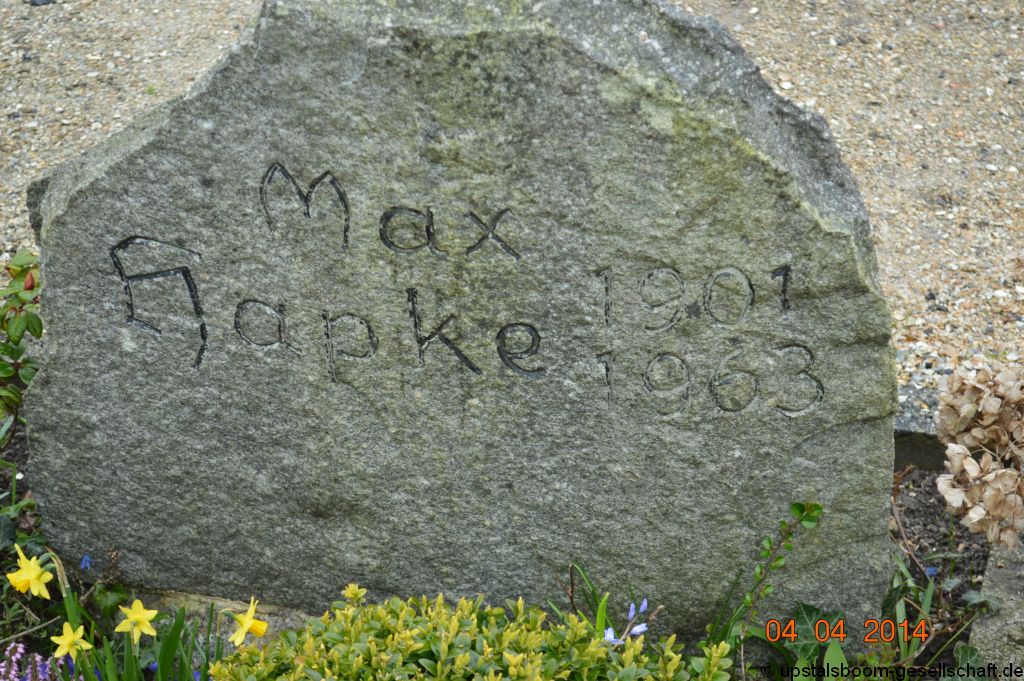 Max
Hapke
1901
1963
04 04 2014
© upstalsboom-gesellschaft.de